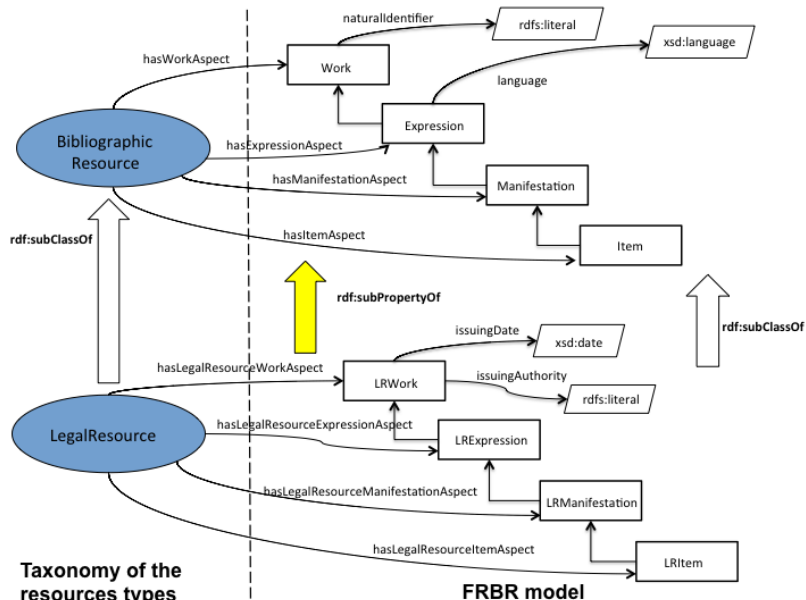 naturalIdentifier
rdfs:literal
xsd:language
hasWorkAspect
Work
language
Expression
Bibliographic
Resource
hasExpressionAspect
hasManifestationAspect
Manifestation
rdf:subClassOf
hasItemAspect
Item
rdf:subPropertyOf
rdf:subClassOf
issuingDate
xsd:date
hasLegalResourceWorkAspect
LRWork
issuingAuthority
rdfs:literal
hasLegalResourceExpressionAspect
LegalResource
LRExpression
hasLegalResourceManifestationAspect
LRManifestation
hasLegalResourceItemAspect
LRItem
Taxonomy of the
resources types
FRBR model